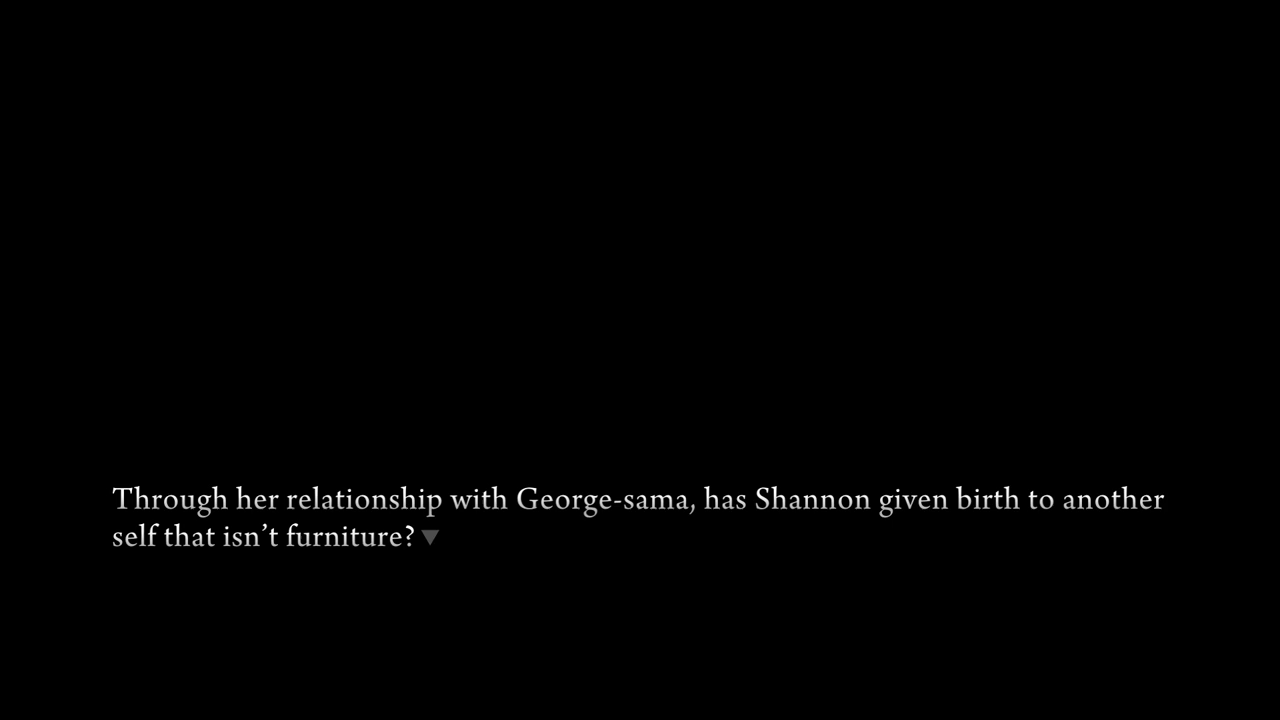 Through her relationship with George-sama, has Shannon given birth to another
self that isn’t furniture?